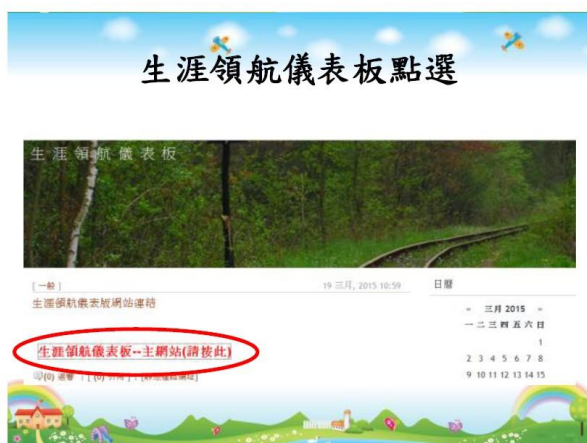 生涯領航儀表板點選
生涯領航儀表板
[一般]
19 三月, 2015 10:59
生涯領航儀表版網站連結
生涯領航儀表板--主網站(請按此)
日曆
« 三月 2015 »
一 二 三 四 五 六 日
1
2 3 4 5 6 7 8
9 10 11 12 13 14 15